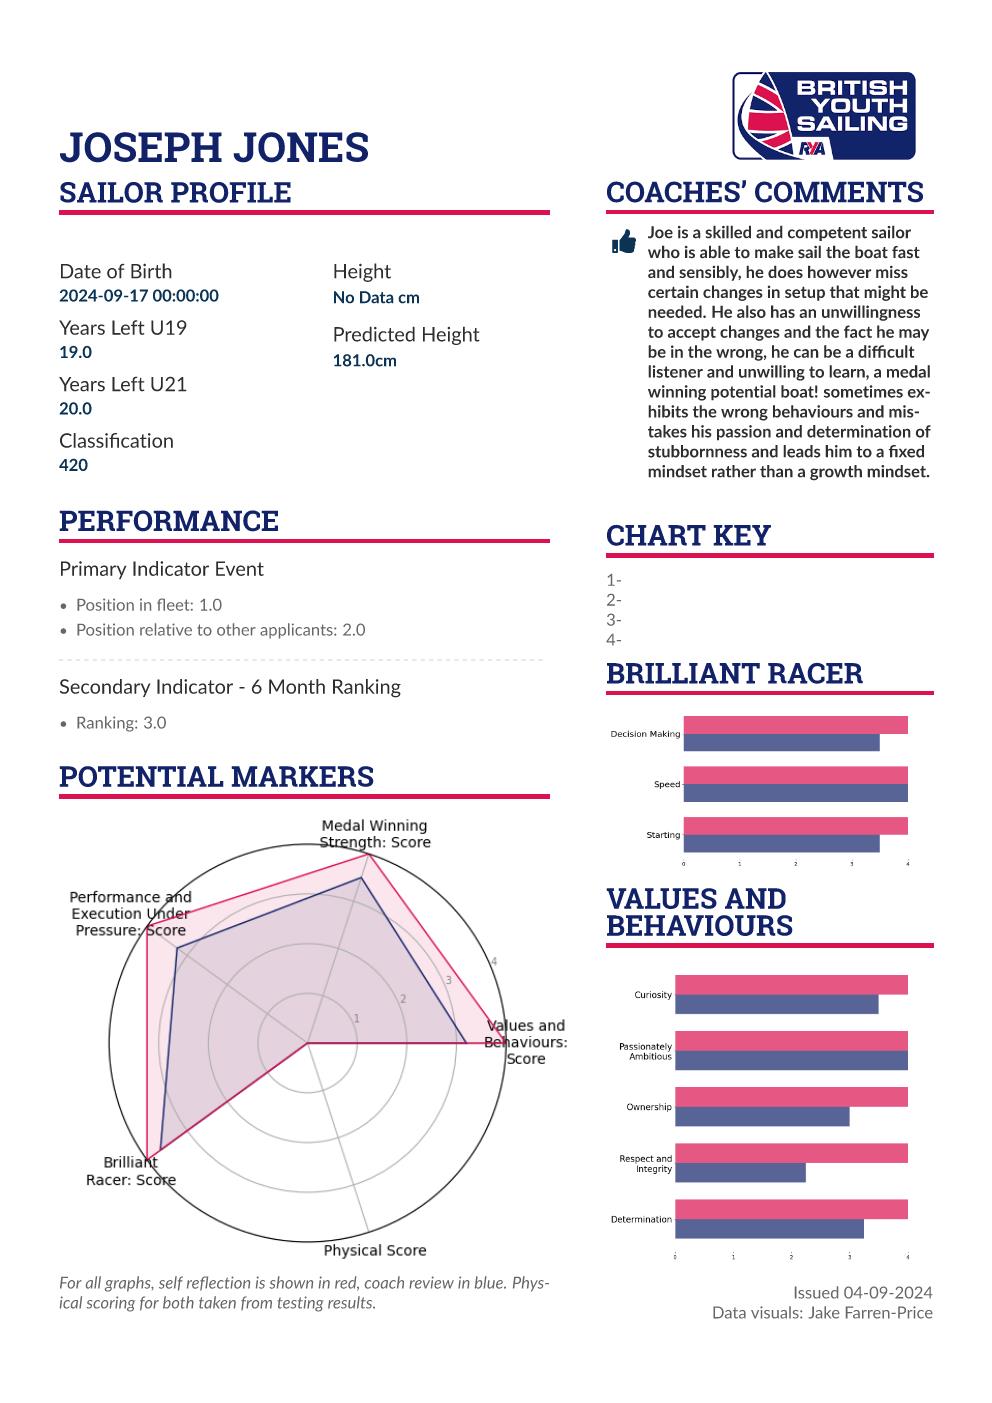 BRITISH
YOUTH
SAILING
RYA
JOSEPH JONES
SAILOR PROFILE
Date of Birth
2024-09-17 00:00:00
Years Left U19
19.0
Years Left U21
20.0
Classification
420
Height
No Data cm
Predicted Height
181.0cm
PERFORMANCE
Primary Indicator Event
• Position in fleet: 1.0
• Position relative to other applicants: 2.0
Secondary Indicator - 6 Month Ranking
• Ranking: 3.0
POTENTIAL MARKERS
Medal Winning
Strength: Score
Performance and
Execution Under
Pressure: Score
4
3
2
1
Values and
Behaviours:
Score
Brilliant
Racer: Score
Physical Score
For all graphs, self reflection is shown in red, coach review in blue. Phys-
ical scoring for both taken from testing results.
COACHES' COMMENTS
Joe is a skilled and competent sailor
who is able to make sail the boat fast
and sensibly, he does however miss
certain changes in setup that might be
needed. He also has an unwillingness
to accept changes and the fact he may
be in the wrong, he can be a difficult
listener and unwilling to learn, a medal
winning potential boat! sometimes ex-
hibits the wrong behaviours and mis-
takes his passion and determination of
stubbornness and leads him to a fixed
mindset rather than a growth mindset.
CHART KEY
1-
2-
3-
4-
BRILLIANT RACER
Decision Making
Speed
Starting
0 1 2 3 4
VALUES AND
BEHAVIOURS
Curiosity
Passionately
Ambitious
Ownership
Respect and
Integrity
Determination
0 1 2 3 4
Issued 04-09-2024
Data visuals: Jake Farren-Price